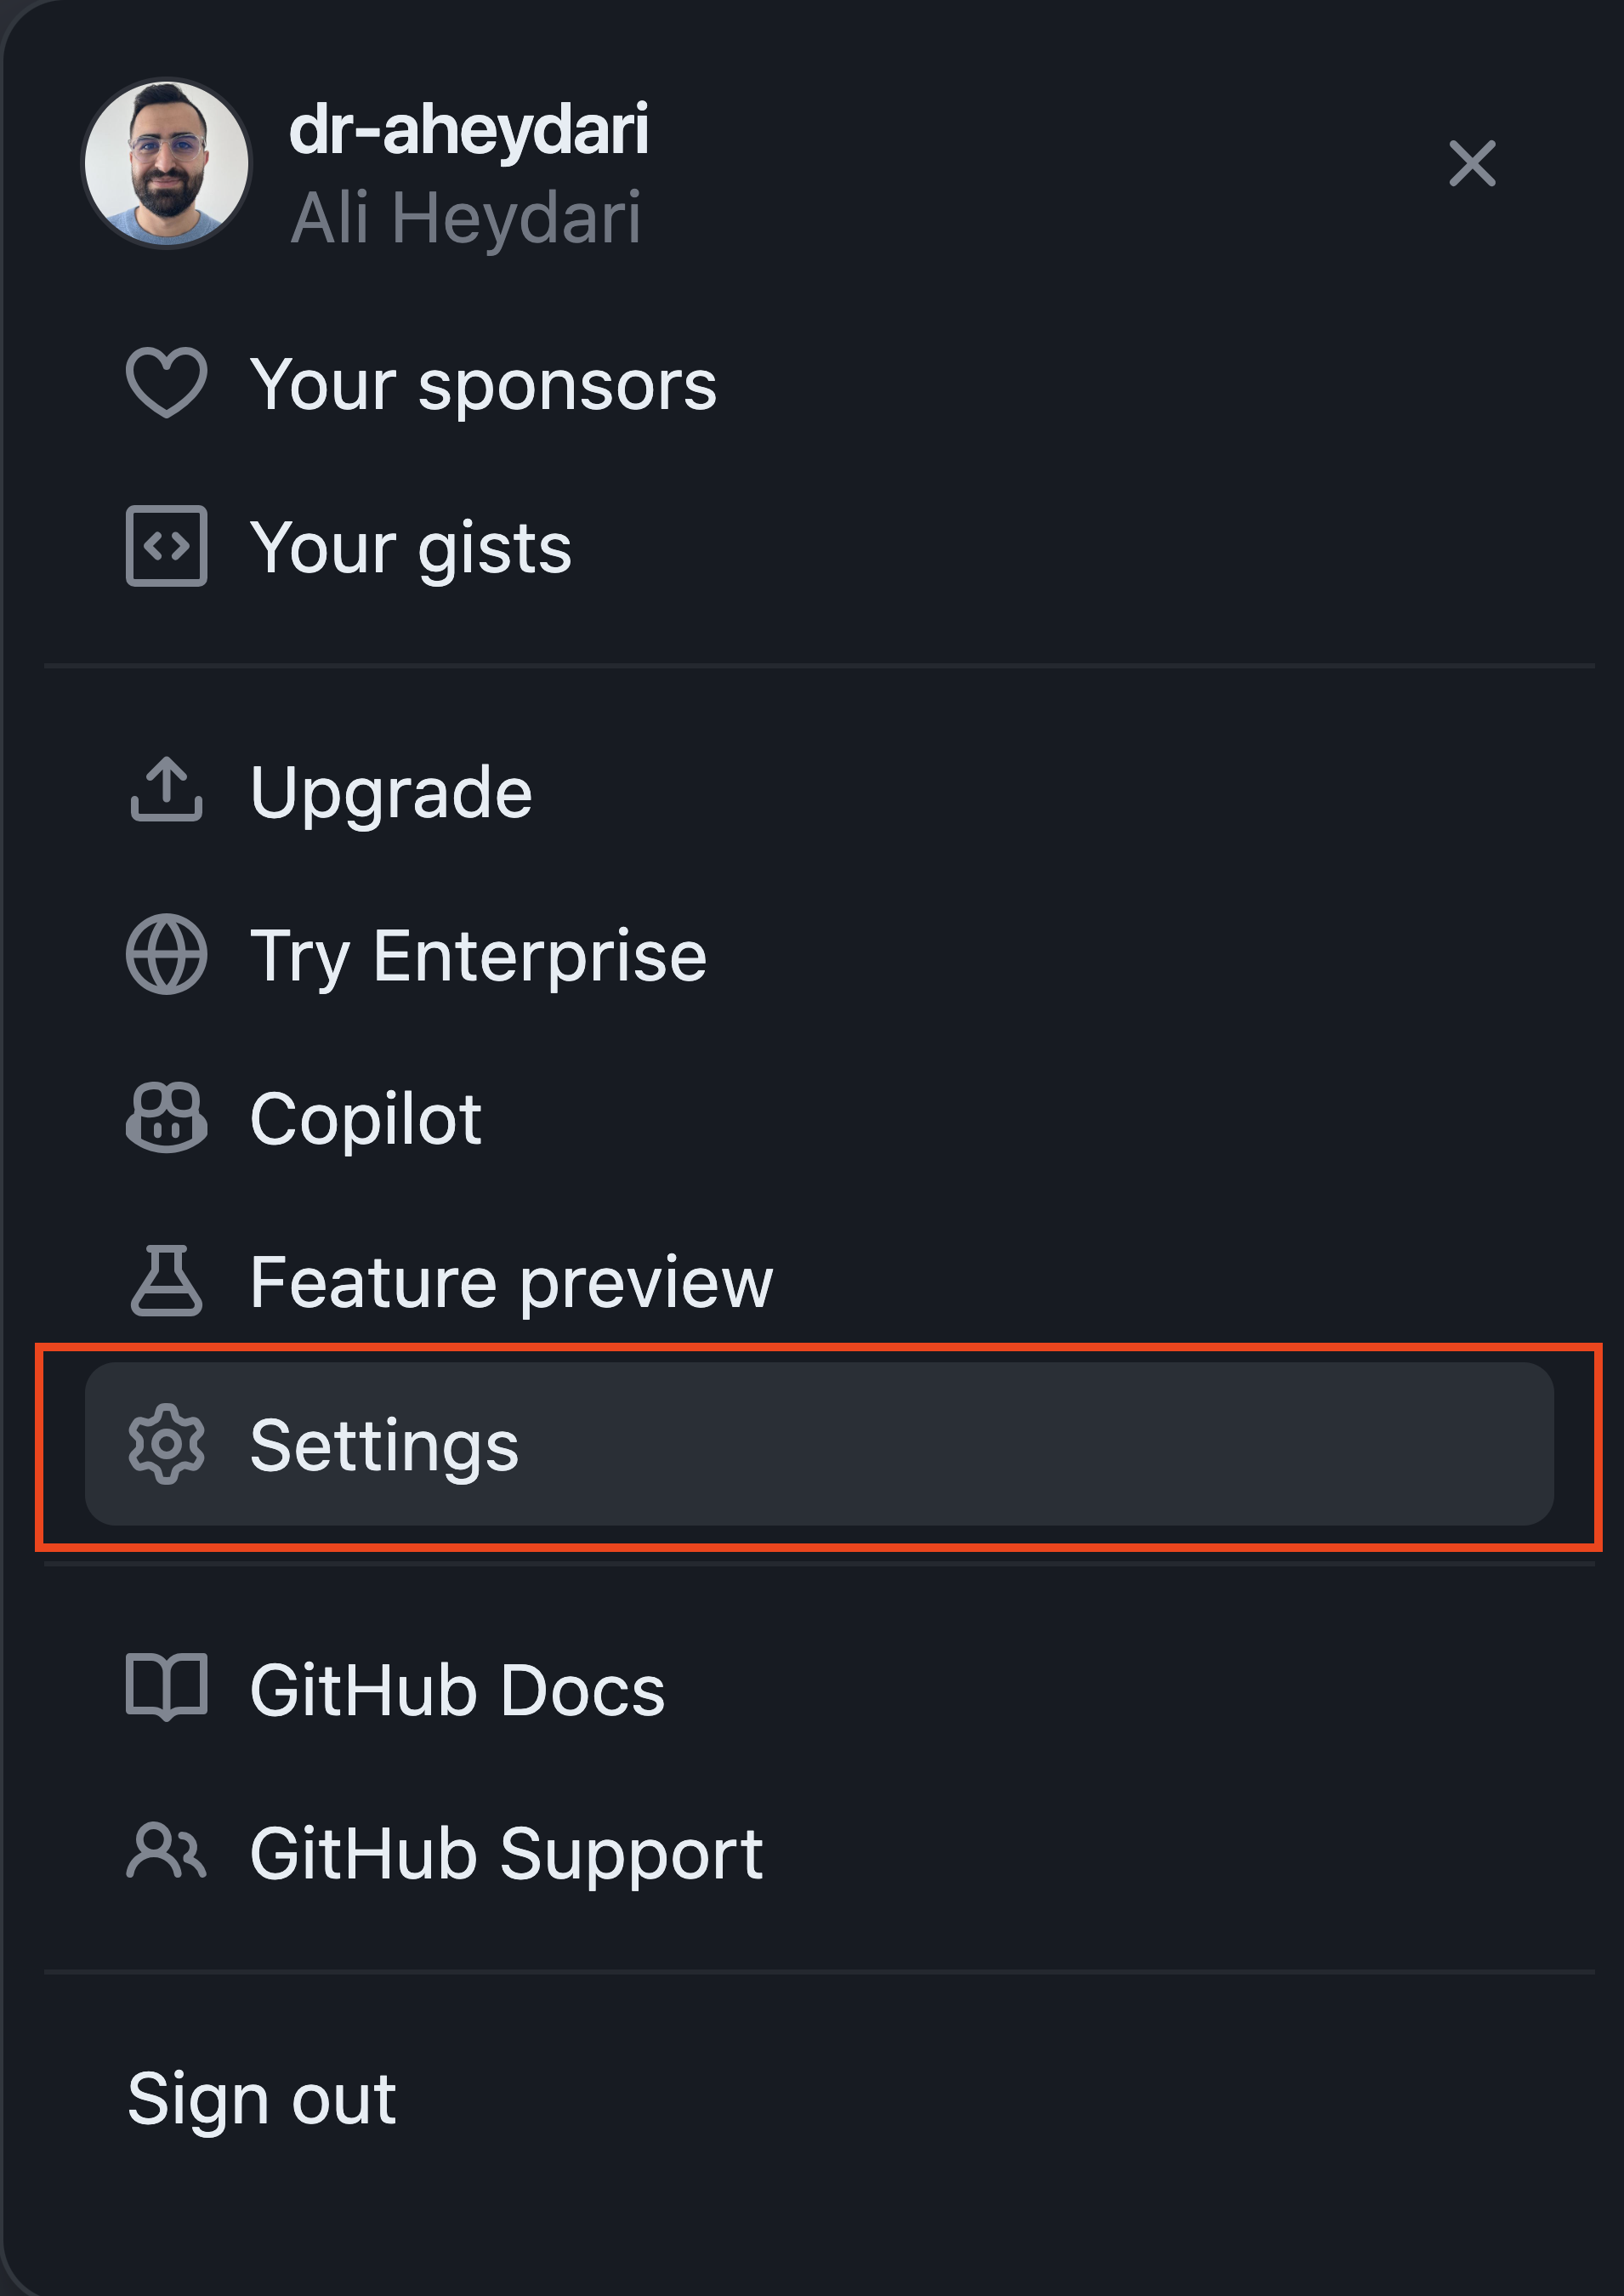 dr-aheydari
Ali Heydari
Your sponsors
Your gists
Upgrade
Try Enterprise
Copilot
Feature preview
Settings
GitHub Docs
GitHub Support
Sign out